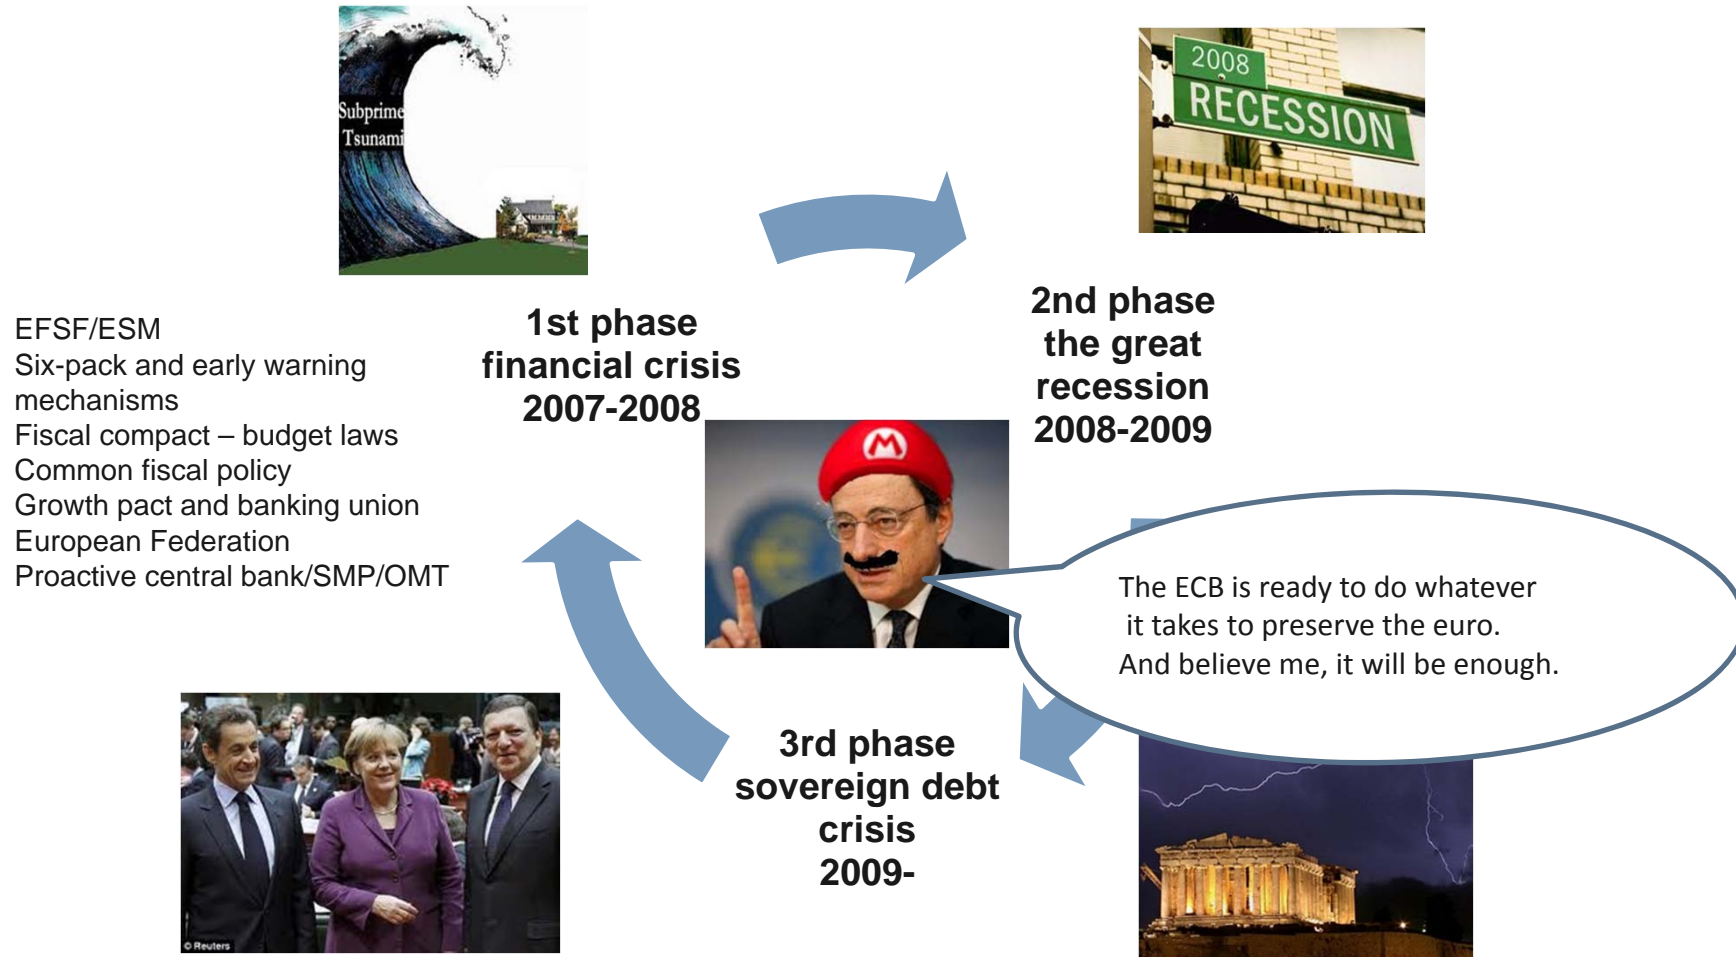 Subprime
Tsunami
2008
RECESSION
1st phase
financial crisis
2007-2008
2nd phase
the great
recession
2008-2009
EFSF/ESM
Six-pack and early warning
mechanisms
Fiscal compact – budget laws
Common fiscal policy
Growth pact and banking union
European Federation
Proactive central bank/SMP/OMT
M
The ECB is ready to do whatever
it takes to preserve the euro.
And believe me, it will be enough.
3rd phase
sovereign debt
crisis
2009-
© Reuters